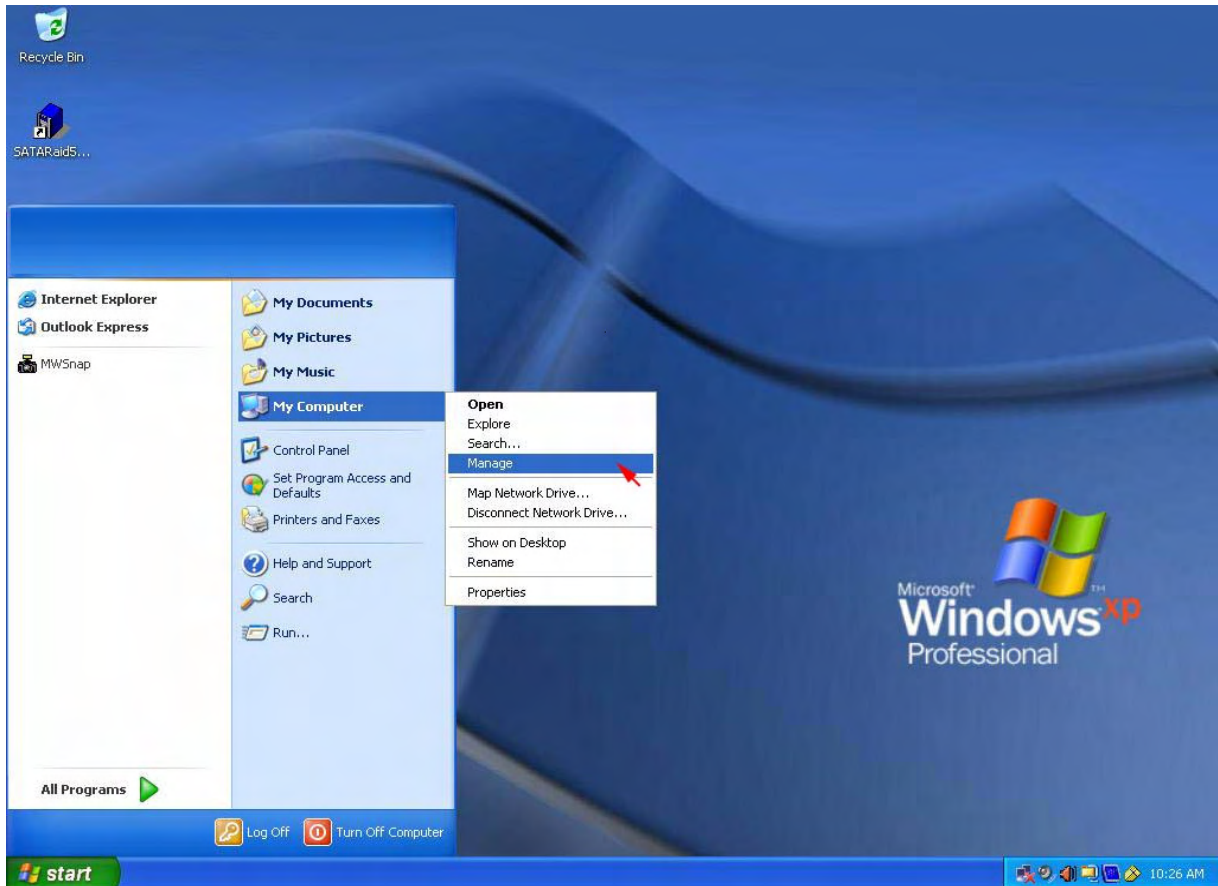 Recycle Bin
SATARaid5...
Internet Explorer
Outlook Express
MWSnap
All Programs
My Documents
My Pictures
My Music
My Computer
Control Panel
Set Program Access and
Defaults
Printers and Faxes
Help and Support
Search
Run...
Open
Explore
Search...
Manage
Map Network Drive...
Disconnect Network Drive...
Show on Desktop
Rename
Properties
Microsoft
Windows xp
TM
Professional
Log Off
Turn Off Computer
start
10:26 AM